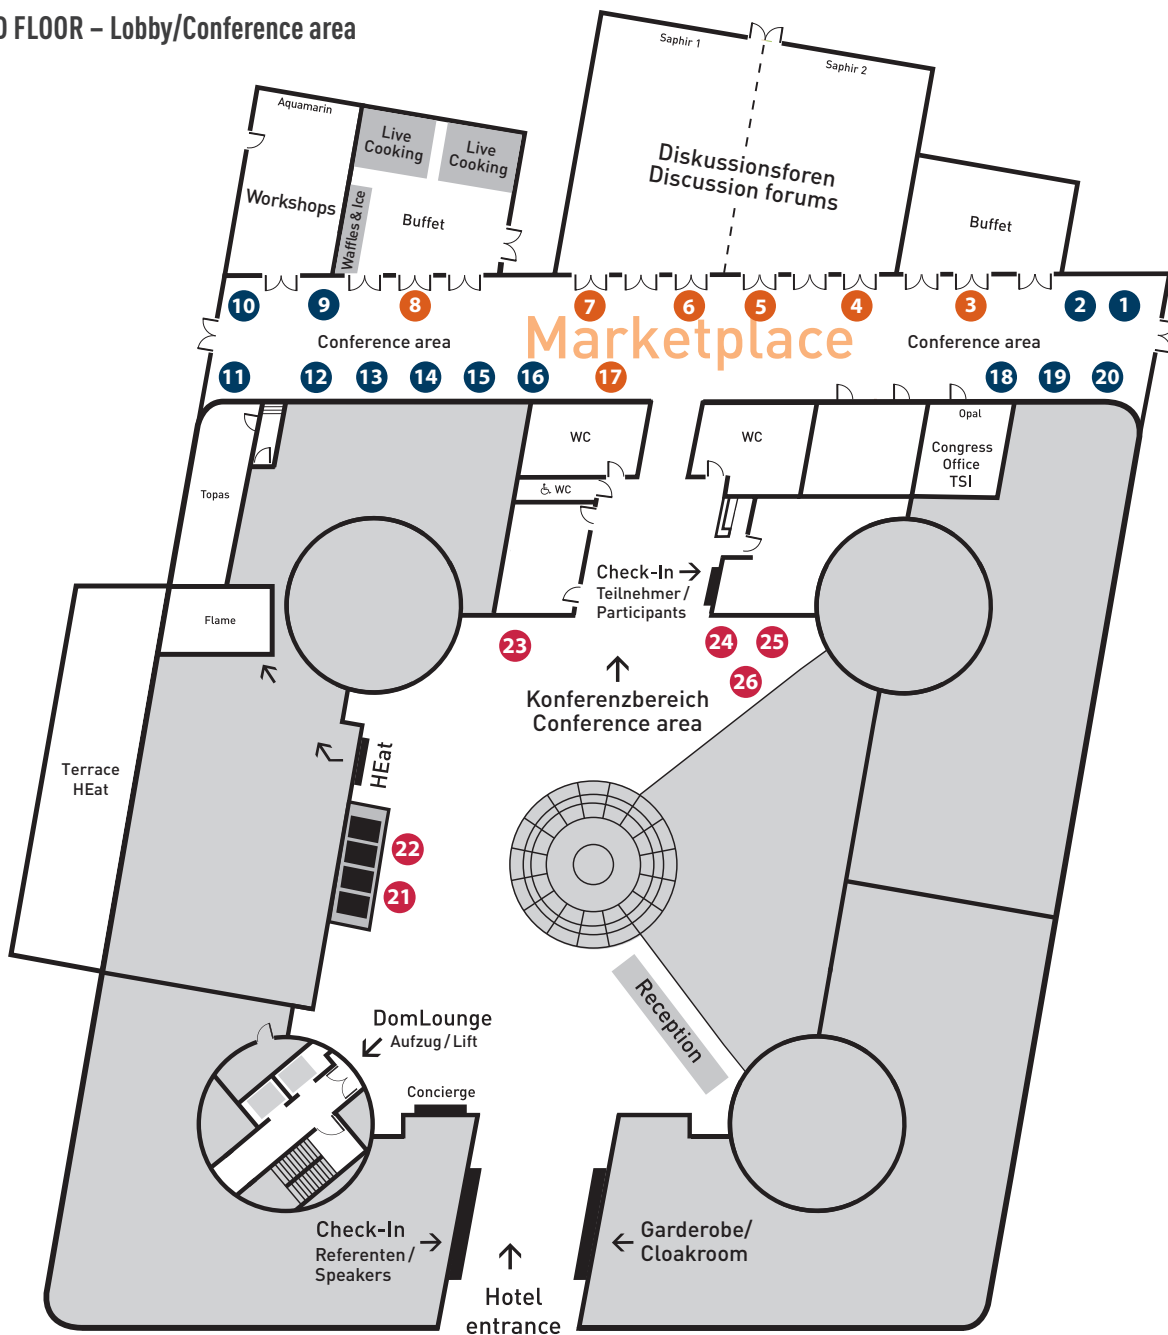 FLOOR – Lobby/Conference area
Saphir 1
Saphir 2
Aquamarin
Live
Cooking
Live
Cooking
Diskussionsforen
Discussion forums
Workshops
Waffles & Ice
Buffet
Buffet
10
9
8
7
6
5
4
3
2
1
Conference area
Marketplace
Conference area
11
12
13
14
15
16
17
18
19
20
WC
WC
Opal
Congress
Office
TSI
Topas
WC
Check-In
Teilnehmer/
Participants
Flame
23
24
25
26
Konferenzbereich
Conference area
HEat
Terrace
HEat
22
21
Reception
DomLounge
Aufzug/Lift
Concierge
Check-In
Referenten/
Speakers
Garderobe/
Cloakroom
Hotel
entrance